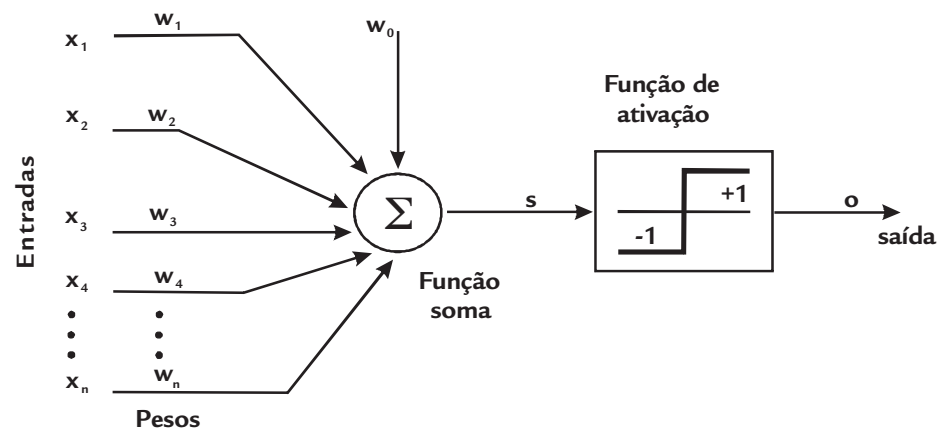 w₁
x₁
w₀
Função de
ativação
x₂
w₂
Entradas
x₃
w₃
Σ
s
+1
-1
o
saída
x₄
w₄
Função
soma
xₙ
wₙ
Pesos